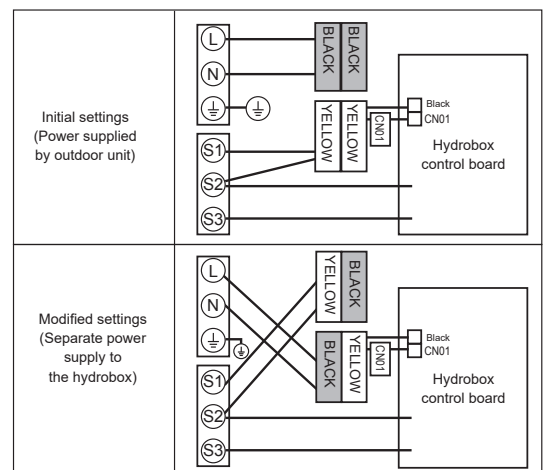 Initial settings
(Power supplied
by outdoor unit)
L
N
S1
S2
S3
BLACK
BLACK
YELLOW
YELLOW
CN01
Black
CN01
Hydrobox
control board
Modified settings
(Separate power
supply to
the hydrobox)
L
N
S1
S2
S3
YELLOW
BLACK
BLACK
YELLOW
CN01
Black
CN01
Hydrobox
control board